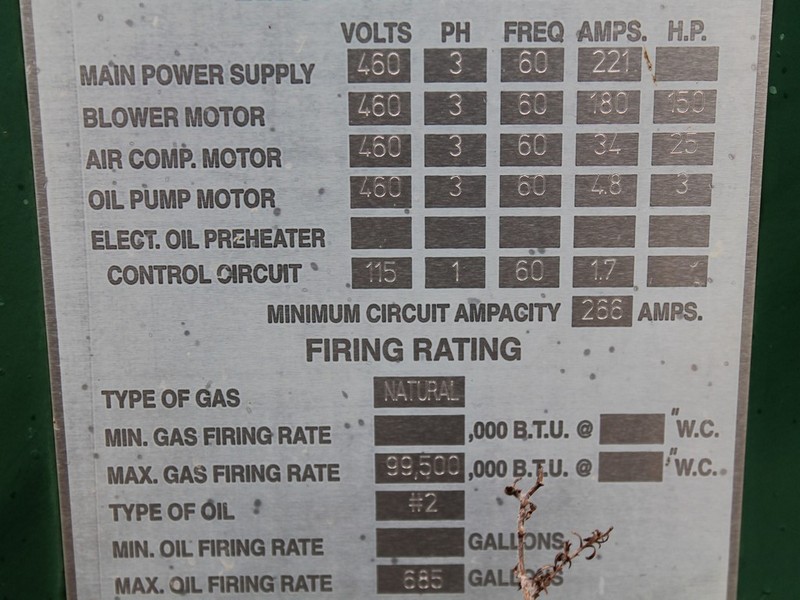 VOLTS PH FREQ AMPS. H.P.
MAIN POWER SUPPLY 460 3 60 221
BLOWER MOTOR 460 3 60 180 150
AIR COMP. MOTOR 460 3 60 34 25
OIL PUMP MOTOR 460 3 60 4.8 3
ELECT. OIL PREHEATER
CONTROL CIRCUIT 115 1 60 1.7
MINIMUM CIRCUIT AMPACITY 266 AMPS.
FIRING RATING
TYPE OF GAS NATURAL
MIN. GAS FIRING RATE ,000 B.T.U. @ "W.C.
MAX. GAS FIRING RATE 99,500 ,000 B.T.U. @ "W.C.
TYPE OF OIL #2
MIN. OIL FIRING RATE GALLONS
MAX. OIL FIRING RATE 685 GALLONS